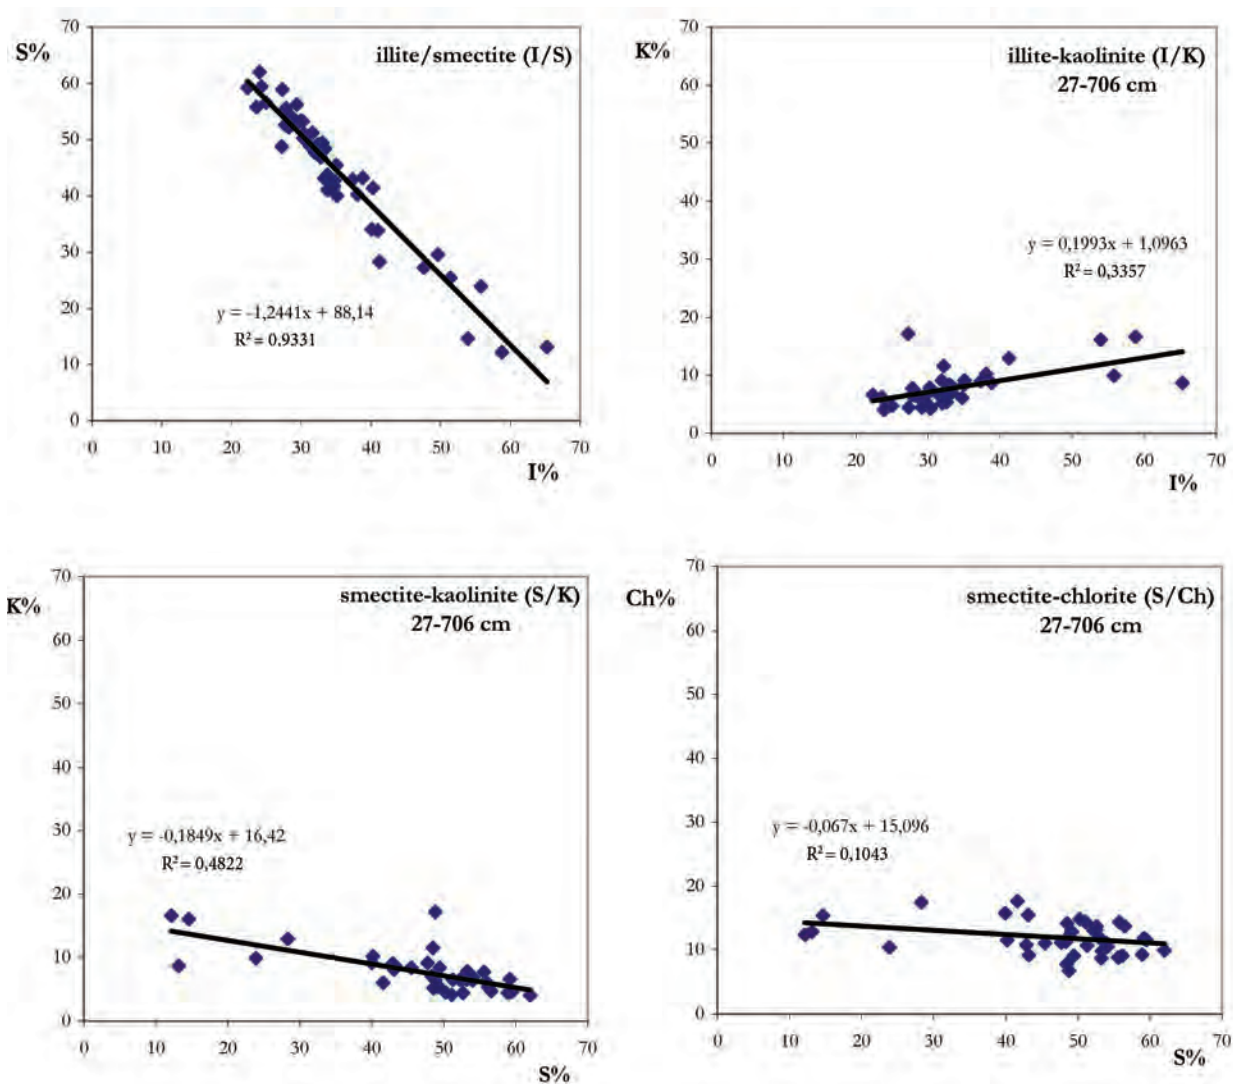 S%
illite/smectite (I/S)
70
60
50
40
30
20
10
0
y = -1,2441x + 88,14
R² = 0,9331
0 10 20 30 40 50 60 70
I%
K%
illite-kaolinite (I/K)
27-706 cm
70
60
50
40
30
20
10
0
y = 0,1993x + 1,0963
R² = 0,3357
0 10 20 30 40 50 60 70
I%
K%
smectite-kaolinite (S/K)
27-706 cm
70
60
50
40
30
20
10
0
y = -0,1849x + 16,42
R² = 0,4822
0 10 20 30 40 50 60 70
S%
Ch%
smectite-chlorite (S/Ch)
27-706 cm
70
60
50
40
30
20
10
0
y = -0,067x + 15,096
R² = 0,1043
0 10 20 30 40 50 60 70
S%